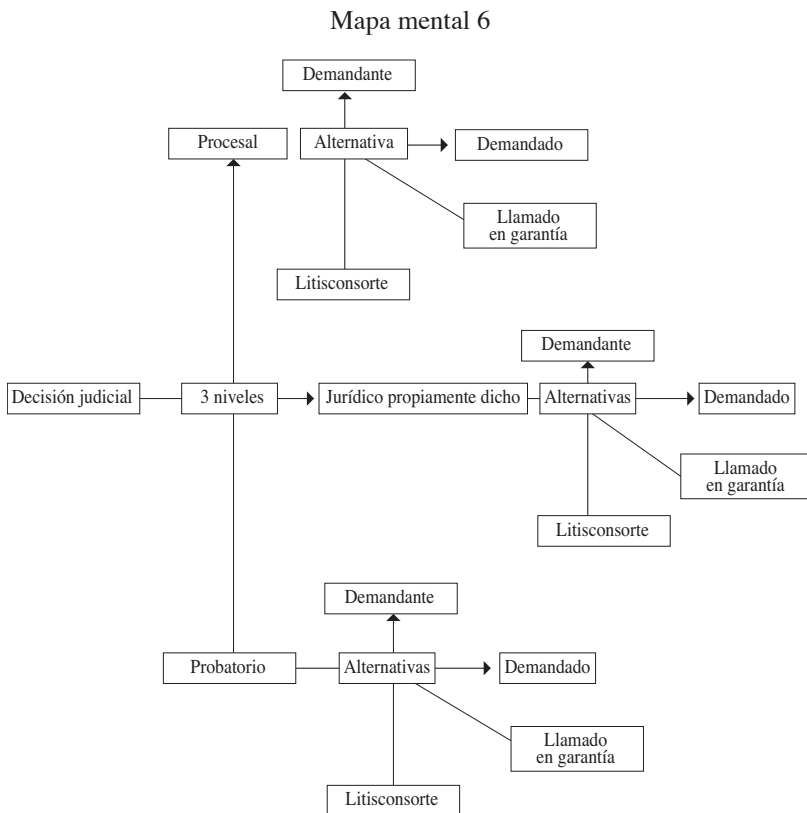 Mapa mental 6
Demandante
Procesal
Alternativa
Demandado
Llamado
en garantía
Litisconsorte
Demandante
Decisión judicial
3 niveles
Jurídico propiamente dicho
Alternativas
Demandado
Llamado
en garantía
Litisconsorte
Demandante
Probatorio
Alternativas
Demandado
Llamado
en garantía
Litisconsorte